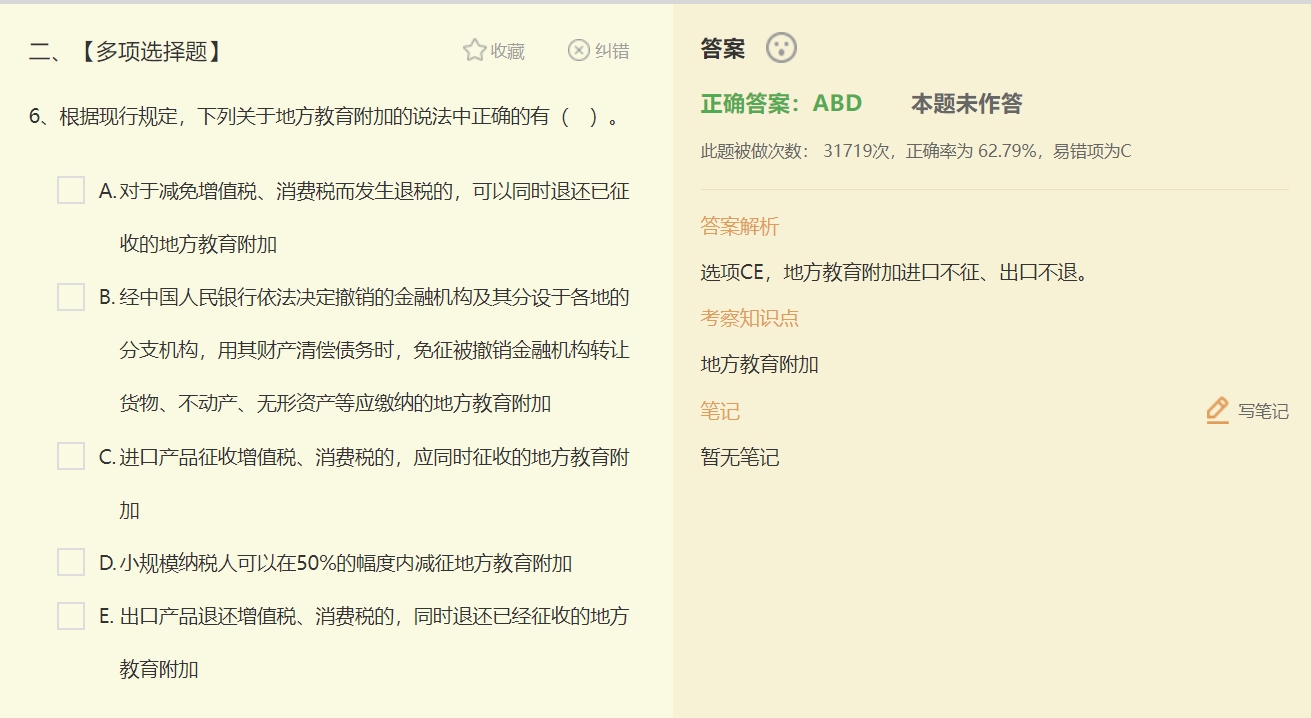 二、【多项选择题】
收藏
纠错
6、根据现行规定，下列关于地方教育附加的说法中正确的有（　）。
A.对于减免增值税、消费税而发生退税的，可以同时退还已征
收的地方教育附加
B.经中国人民银行依法决定撤销的金融机构及其分设于各地的
分支机构，用其财产清偿债务时，免征被撤销金融机构转让
货物、不动产、无形资产等应缴纳的地方教育附加
C.进口产品征收增值税、消费税的，应同时征收的地方教育附
加
D.小规模纳税人可以在50%的幅度内减征地方教育附加
E. 出口产品退还增值税、消费税的，同时退还已经征收的地方
教育附加
答案
正确答案：ABD 本题未作答
此题被做次数： 31719次，正确率为 62.79%，易错项为C
答案解析
选项CE，地方教育附加进口不征、出口不退。
考察知识点
地方教育附加
笔记
写笔记
暂无笔记